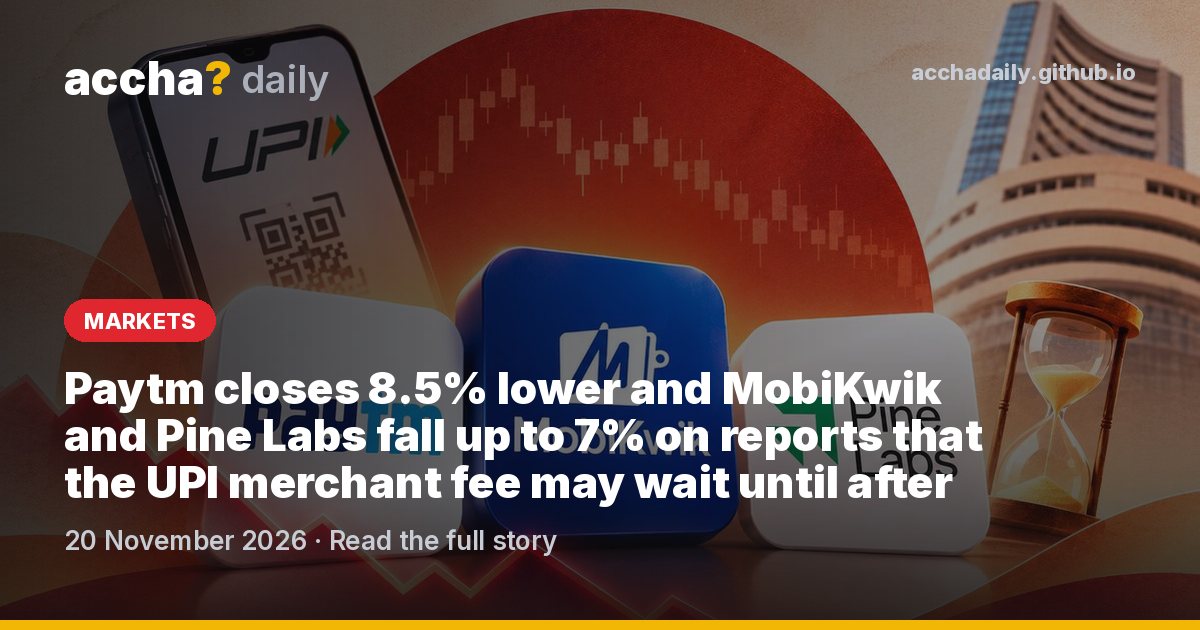 accha? daily
acchadaily.github.io
UPI
MARKETS
Paytm closes 8.5% lower and MobiKwik
and Pine Labs fall up to 7% on reports that
the UPI merchant fee may wait until after
paytm
MobiKwik
Pine
Labs
20 November 2026 · Read the full story